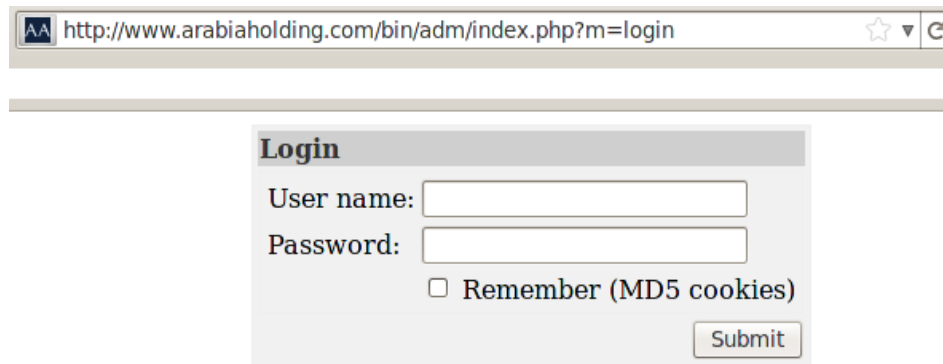 AA http://www.arabiaholding.com/bin/adm/index.php?m=login
Login
User name:
Password:
Remember (MD5 cookies)
Submit